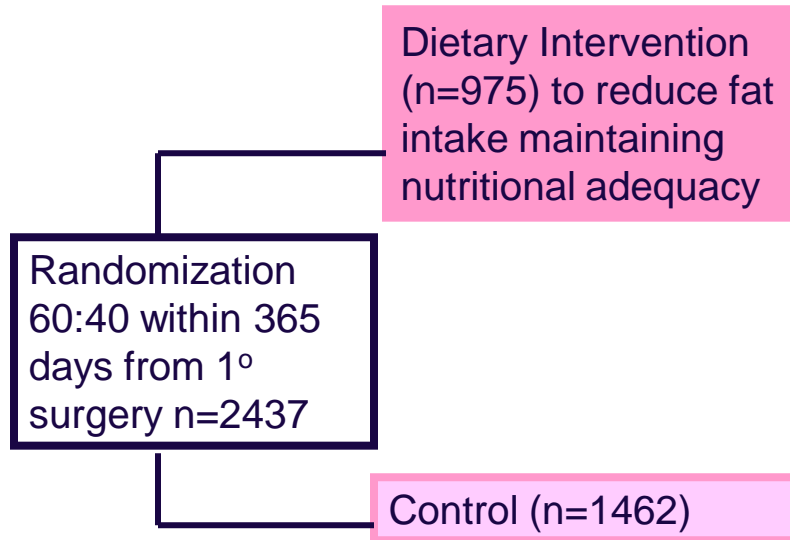 Dietary Intervention
(n=975) to reduce fat
intake maintaining
nutritional adequacy
Randomization
60:40 within 365
days from 1º
surgery n=2437
Control (n=1462)